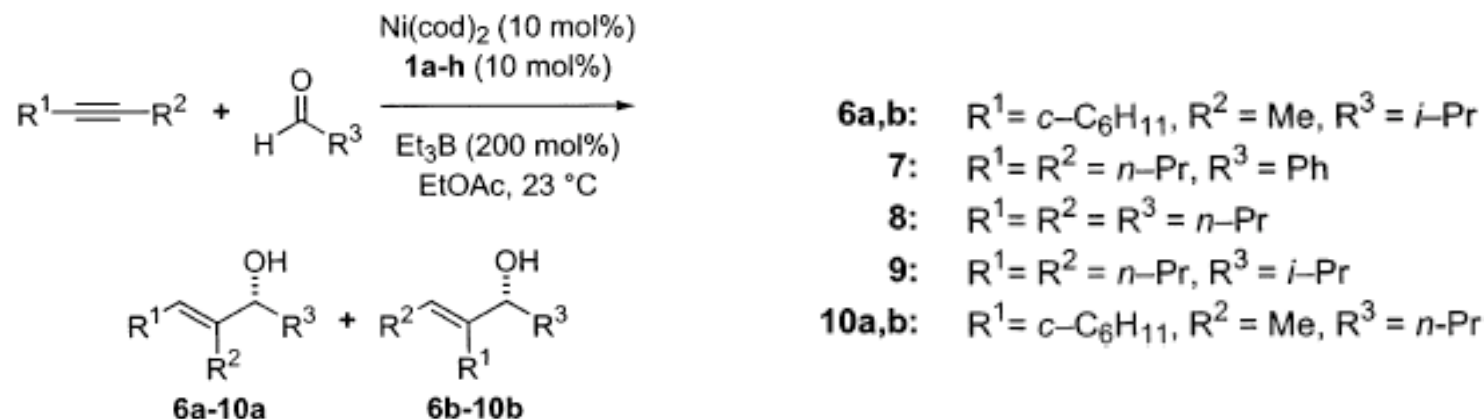 Ni(cod)₂ (10 mol%)
1a-h (10 mol%)
R¹ R² + H O R³
Et₃B (200 mol%)
EtOAc, 23 °C
OH
R¹ R² R³
+
OH
R² R¹ R³
6a-10a 6b-10b
6a,b: R¹= c–C₆H₁₁, R² = Me, R³ = i–Pr
7: R¹= R² = n–Pr, R³ = Ph
8: R¹= R² = R³ = n–Pr
9: R¹= R² = n–Pr, R³ = i–Pr
10a,b: R¹= c–C₆H₁₁, R² = Me, R³ = n-Pr